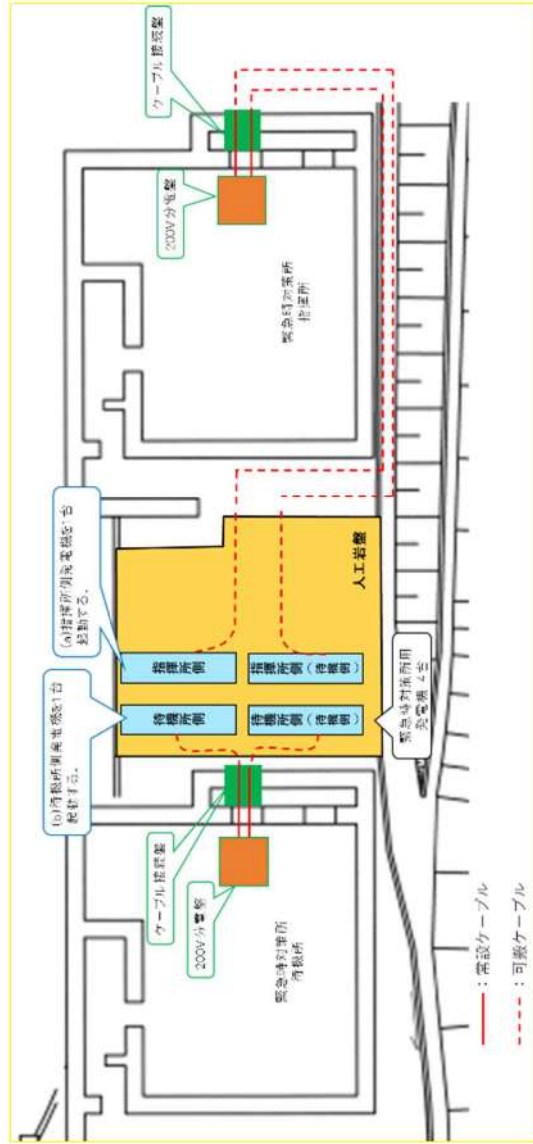 ケーブル接続盤
200V分電盤
緊急時対策所
指揮所
(a)指揮所側発電機を1台
起動する。
(b)待機所側発電機を1台
起動する。
指揮所側
指揮所側
(待機側)
待機所側
待機所側
(待機側)
人工岩盤
緊急時対策所用
発電機 4台
ケーブル接続盤
200V分電盤
緊急時対策所
待機所
：常設ケーブル
：可搬ケーブル